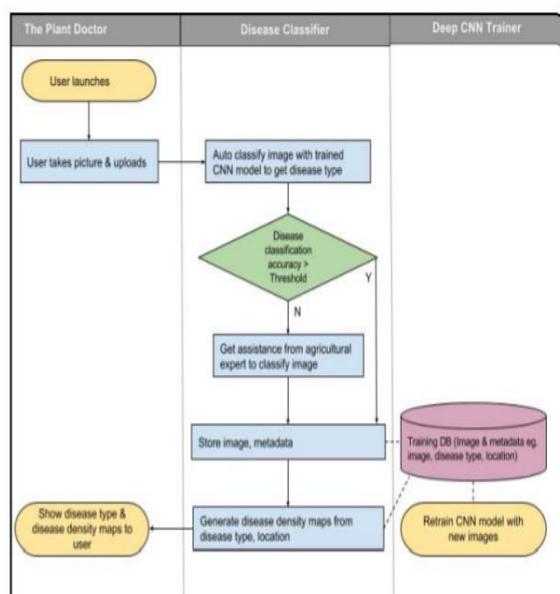 The Plant Doctor
Disease Classifier
Deep CNN Trainer
User launches
User takes picture & uploads
Auto classify image with trained
CNN model to get disease type
Disease
classification
accuracy >
Threshold
Y
N
Get assistance from agricultural
expert to classify image
Store image, metadata
Training DB (Image & metadata eg.
image, disease type, location)
Show disease type &
disease density maps to
user
Generate disease density maps from
disease type, location
Retrain CNN model with
new images